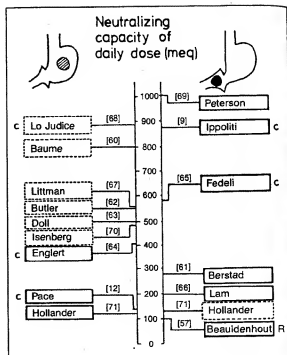 Neutralizing
capacity of
daily dose (meq)
1000
900
800
700
600
500
400
300
200
100
0
c Lo Judice [68]
Baume [60]
Littman [67]
Butler [62]
Doll [63]
Isenberg [70]
c Englert [64]
c Pace [12]
Hollander [71]
[69] Peterson
[9] Ippoliti c
[65] Fedeli c
[61] Berstad
[66] Lam
[71] Hollander
[57] Beauidenhout R